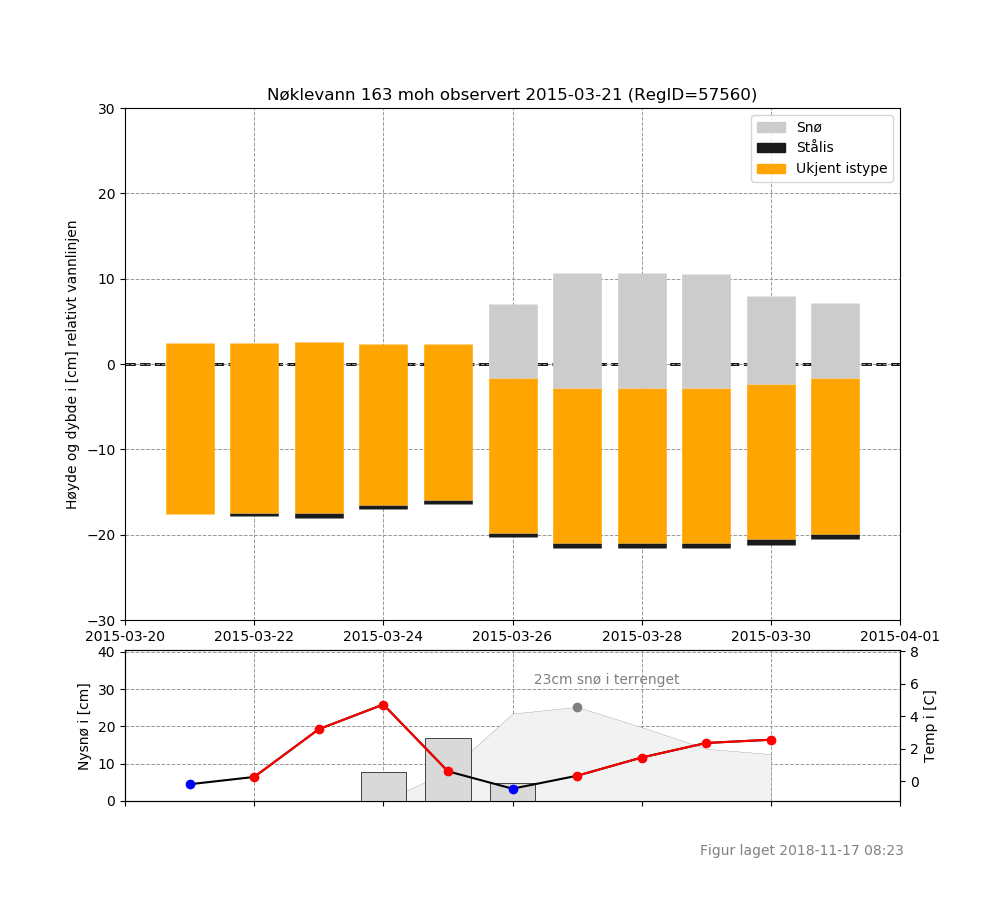 Nøklevann 163 moh observert 2015-03-21 (RegID=57560)
Høyde og dybde i [cm] relativt vannlinjen
30
20
10
0
−10
−20
−30
Snø
Stålis
Ukjent istype
2015-03-20 2015-03-22 2015-03-24 2015-03-26 2015-03-28 2015-03-30 2015-04-01
Nysnø i [cm]
40
30
20
10
0
23cm snø i terrenget
8
6
4
2
0
Temp i [C]
Figur laget 2018-11-17 08:23